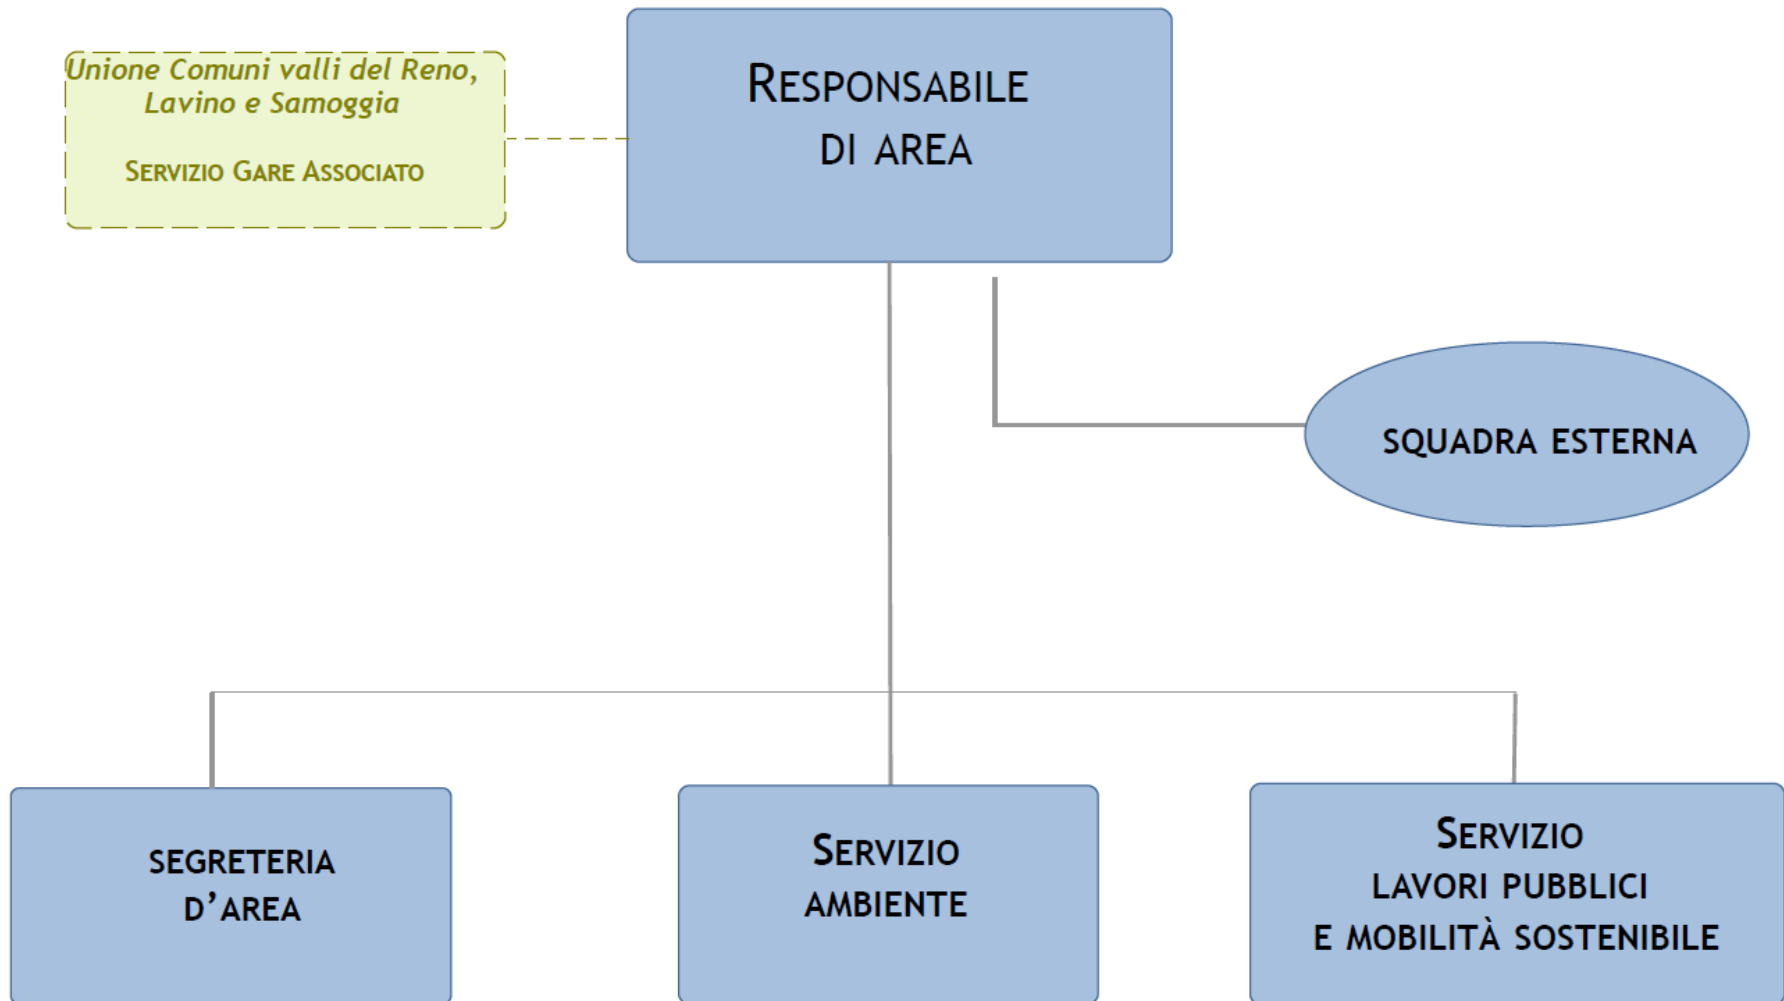 Unione Comuni valli del Reno,
Lavino e Samoggia
Servizio Gare Associato
Responsabile
di area
squadra esterna
segreteria
d’area
Servizio
ambiente
Servizio
lavori pubblici
e mobilità sostenibile